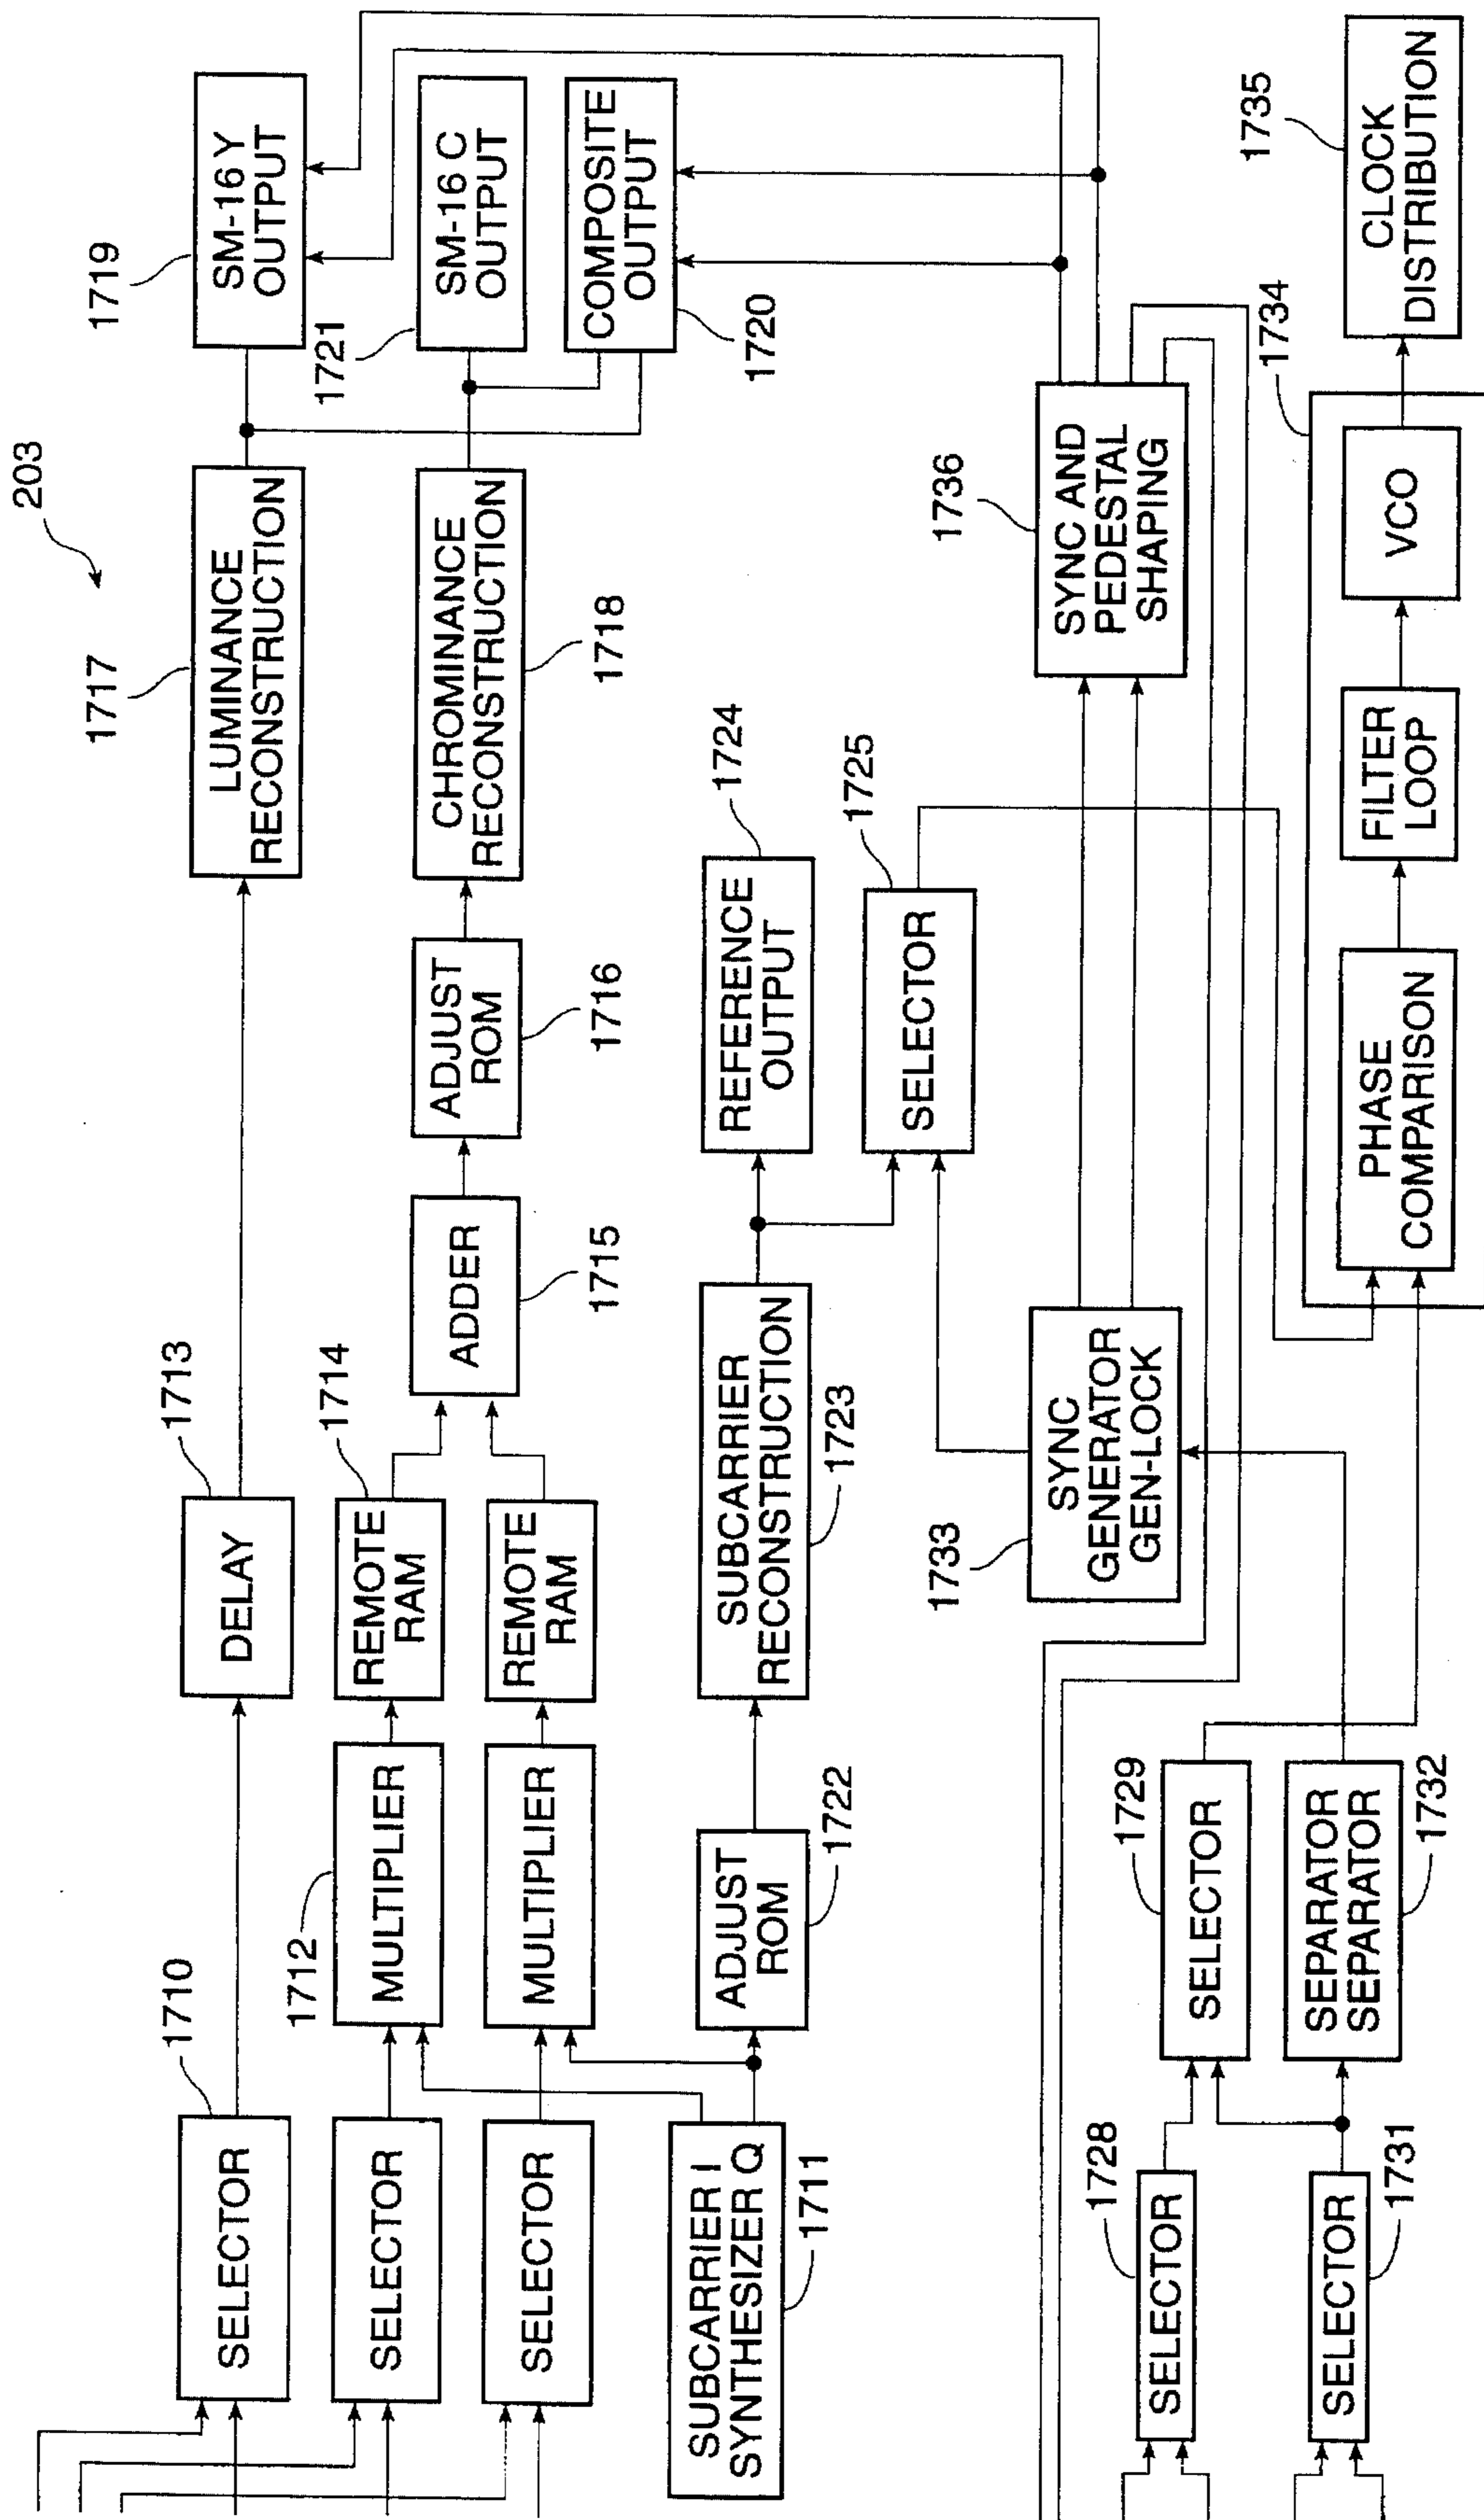 203
SELECTOR
1710
DELAY
1713
LUMINANCE
RECONSTRUCTION
1717
SM-16 Y
OUTPUT
1719
SELECTOR
MULTIPLIER
1712
REMOTE
RAM
1714
ADDER
1715
ADJUST
ROM
1716
CHROMINANCE
RECONSTRUCTION
1718
SM-16 C
OUTPUT
1721
SELECTOR
MULTIPLIER
REMOTE
RAM
COMPOSITE
OUTPUT
1720
SUBCARRIER I
SYNTHESIZER Q
1711
ADJUST
ROM
1722
SUBCARRIER
RECONSTRUCTION
1723
REFERENCE
OUTPUT
1724
SELECTOR
1725
SYNC
GENERATOR
GEN-LOCK
1733
SYNC AND
PEDESTAL
SHAPING
1736
SELECTOR
1728
SELECTOR
1729
SELECTOR
1731
SEPARATOR
SEPARATOR
1732
PHASE
COMPARISON
FILTER
LOOP
VCO
1734
CLOCK
DISTRIBUTION
1735